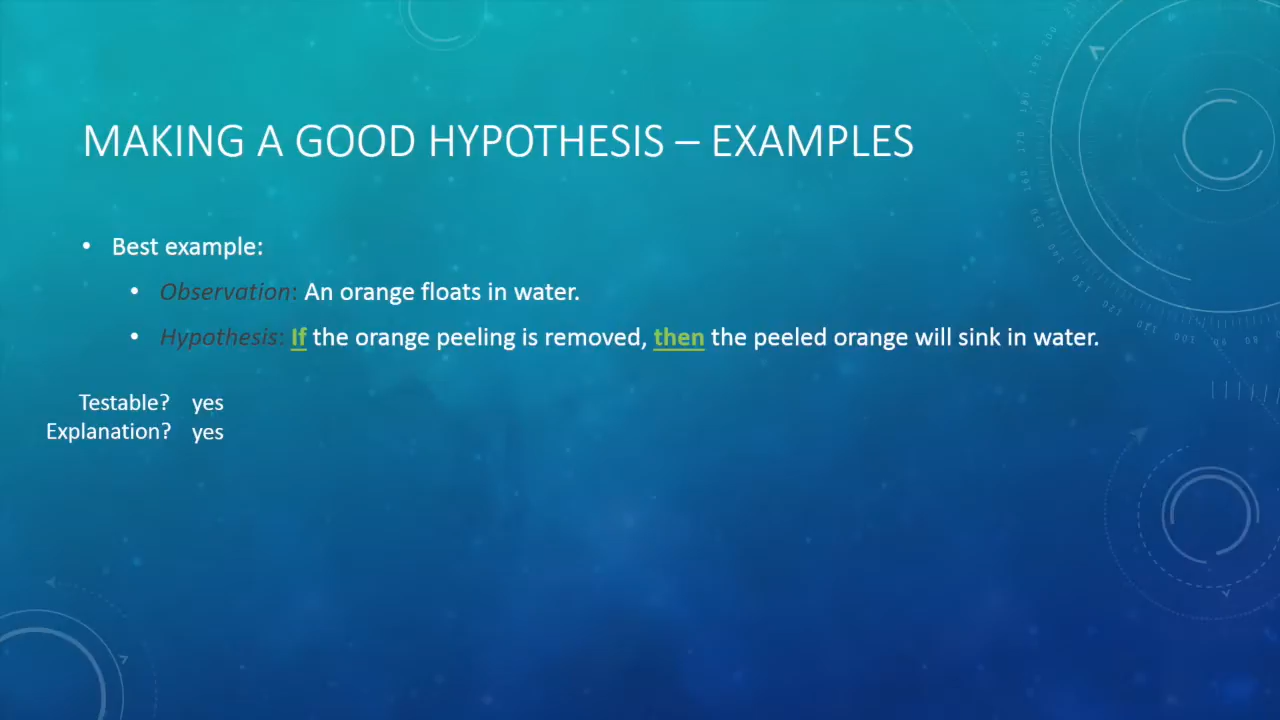 MAKING A GOOD HYPOTHESIS – EXAMPLES
• Best example:
• Observation: An orange floats in water.
• Hypothesis: If the orange peeling is removed, then the peeled orange will sink in water.
Testable? yes
Explanation? yes